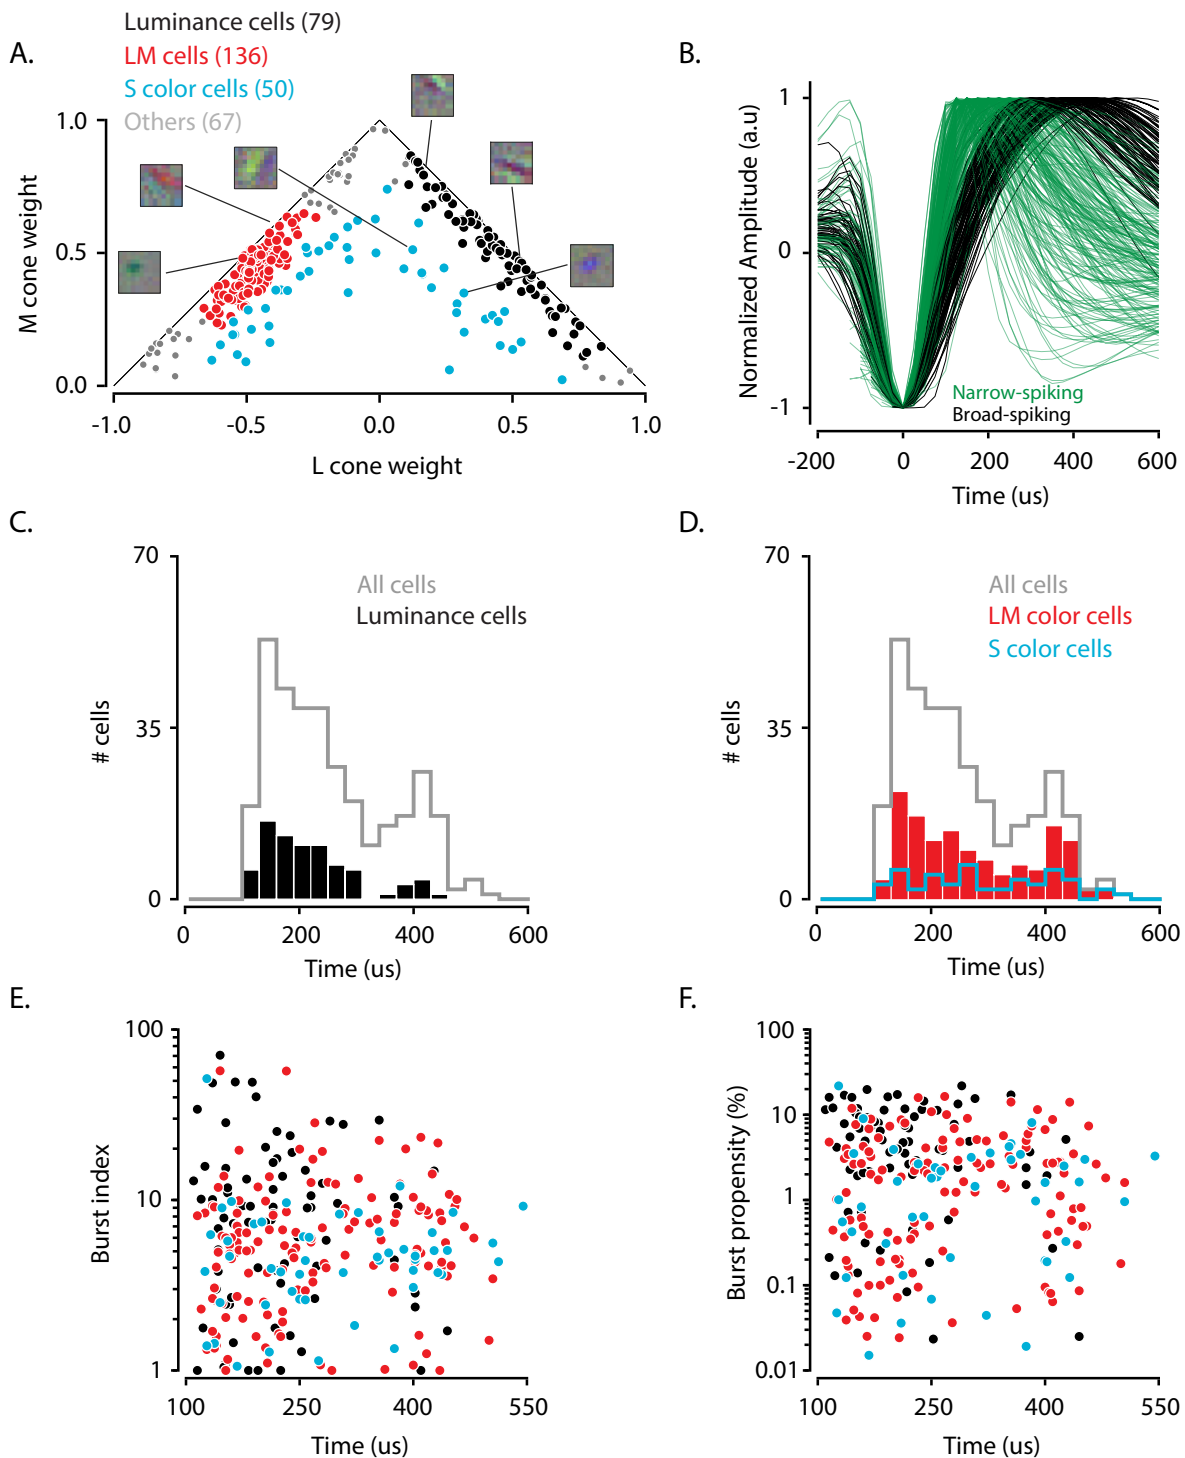 Luminance cells (79)
A.
LM cells (136)
B.
S color cells (50)
Others (67)
1.0
0.5
0.0
M cone weight
-1.0
-0.5
0.0
0.5
1.0
L cone weight
1
0
-1
Normalized Amplitude (a.u)
Narrow-spiking
Broad-spiking
-200
0
200
400
600
Time (us)
C.
70
35
0
# cells
All cells
Luminance cells
0
200
400
600
Time (us)
D.
70
35
0
# cells
All cells
LM color cells
S color cells
0
200
400
600
Time (us)
E.
100
10
1
Burst index
100
250
400
550
Time (us)
F.
100
10
1
0.1
0.01
Burst propensity (%)
100
250
400
550
Time (us)